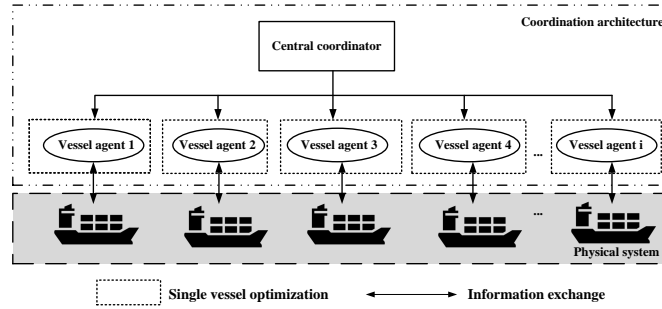 Coordination architecture
Central coordinator
Vessel agent 1
Vessel agent 2
Vessel agent 3
Vessel agent 4
...
Vessel agent i
...
Physical system
Single vessel optimization
Information exchange